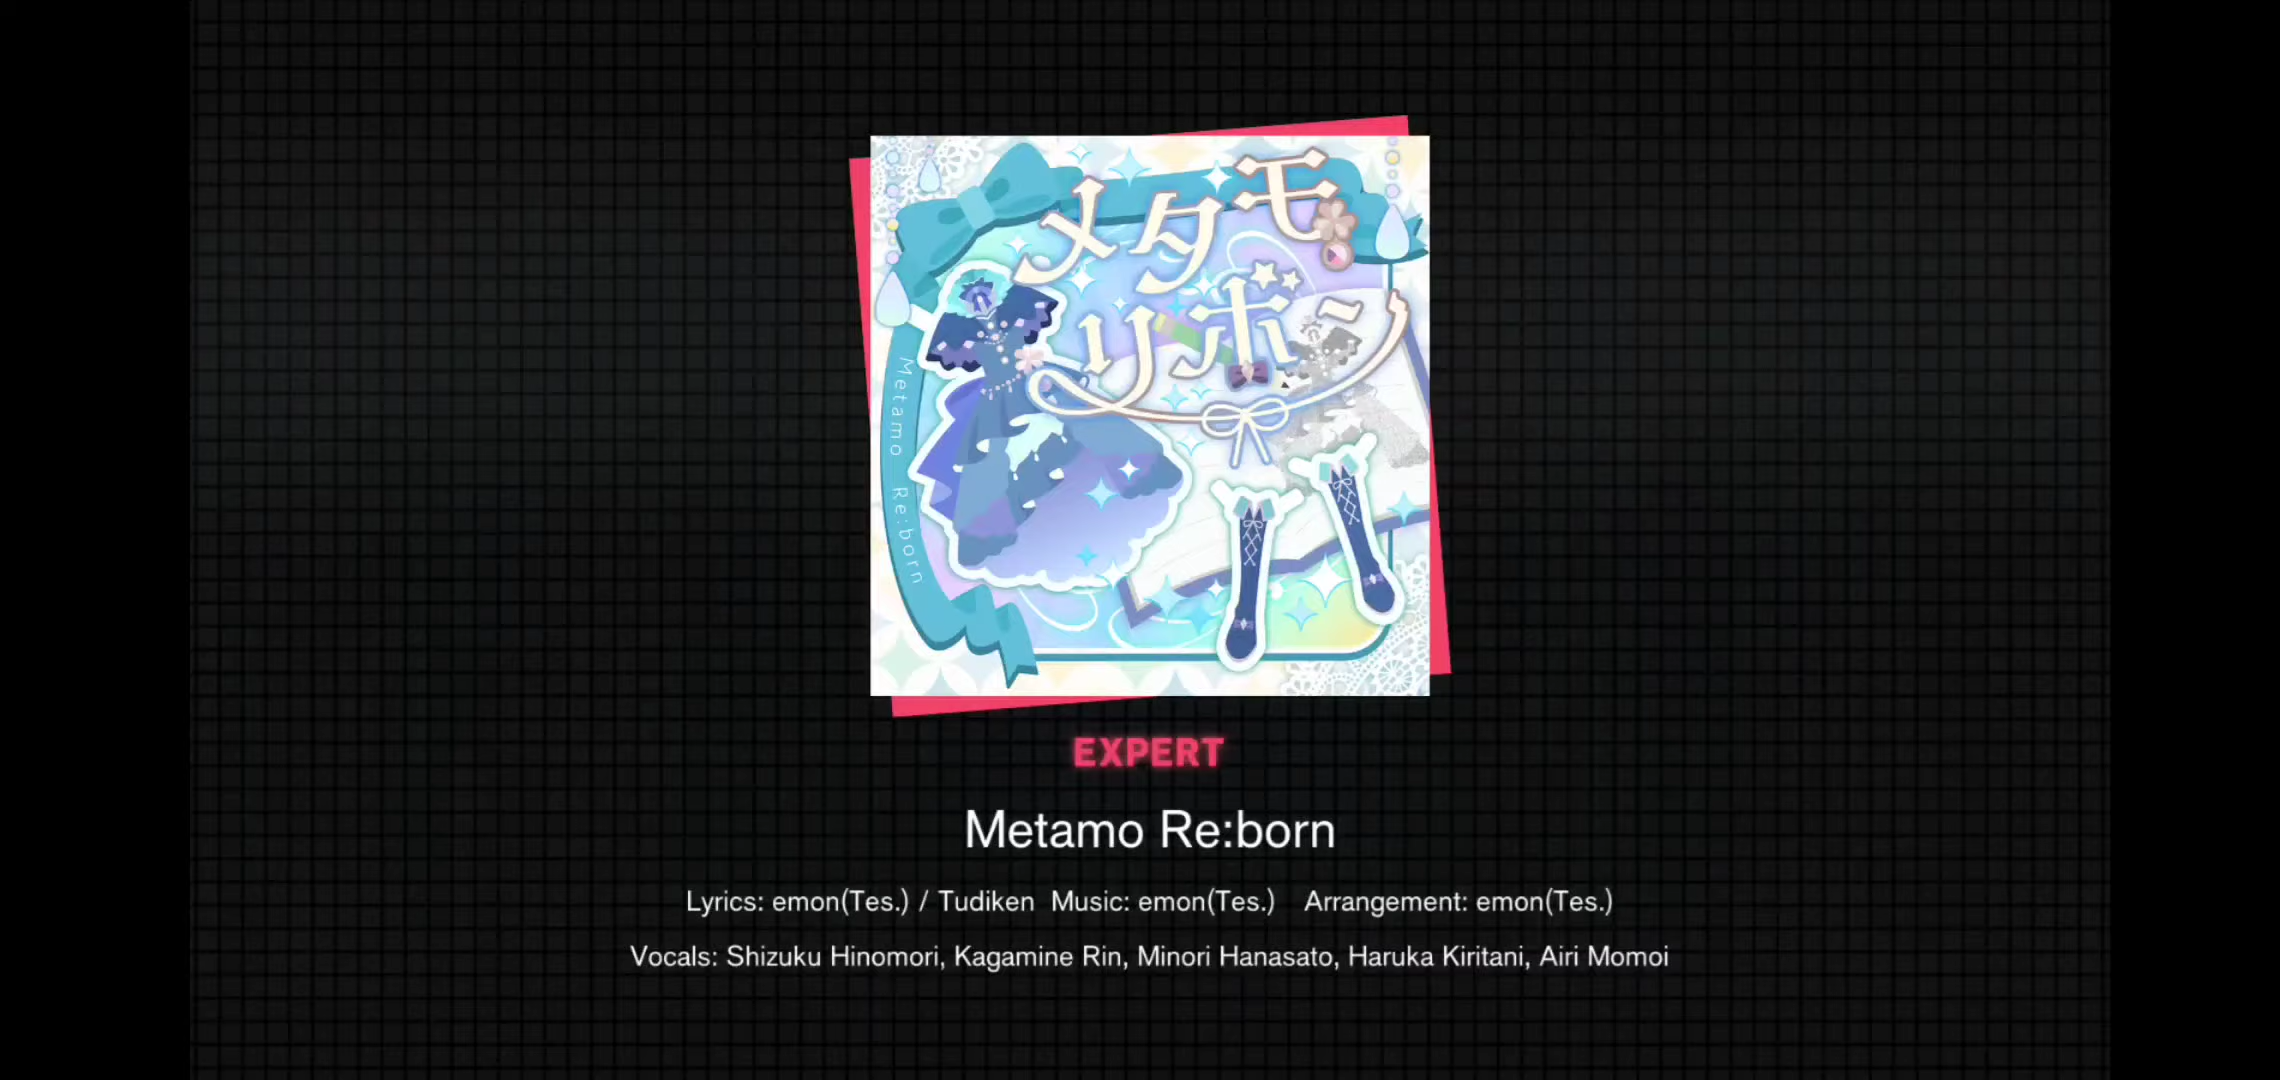 メタモ
リボン
Metamo Re:born
EXPERT
Metamo Re:born
Lyrics: emon(Tes.) / Tudiken  Music: emon(Tes.)  Arrangement: emon(Tes.)
Vocals: Shizuku Hinomori, Kagamine Rin, Minori Hanasato, Haruka Kiritani, Airi Momoi